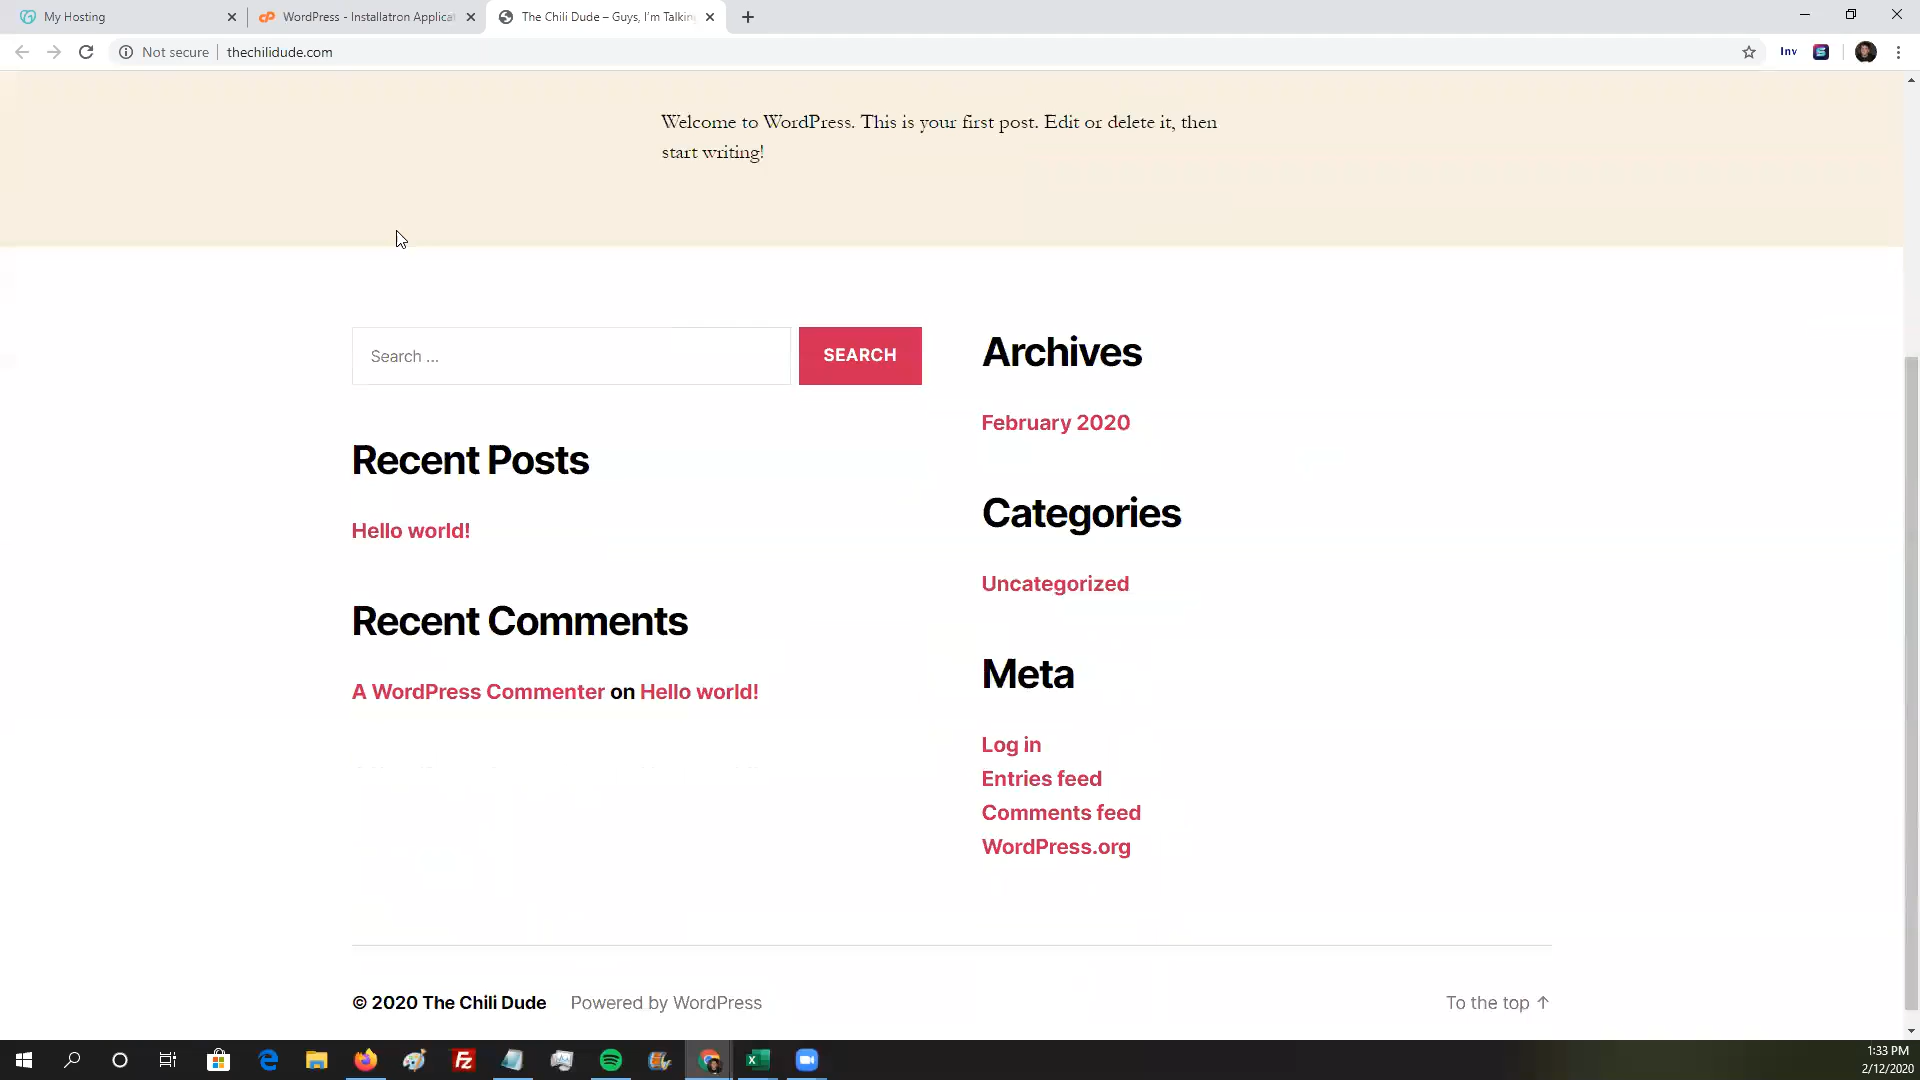 My Hosting
WordPress - Installatron Applicat
The Chili Dude – Guys, I'm Talkin
Not secure
thechilidude.com
Inv
Welcome to WordPress. This is your first post. Edit or delete it, then
start writing!
Search ...
SEARCH
Recent Posts
Hello world!
Recent Comments
A WordPress Commenter on Hello world!
Archives
February 2020
Categories
Uncategorized
Meta
Log in
Entries feed
Comments feed
WordPress.org
© 2020 The Chili Dude
Powered by WordPress
To the top ↑
1:33 PM
2/12/2020